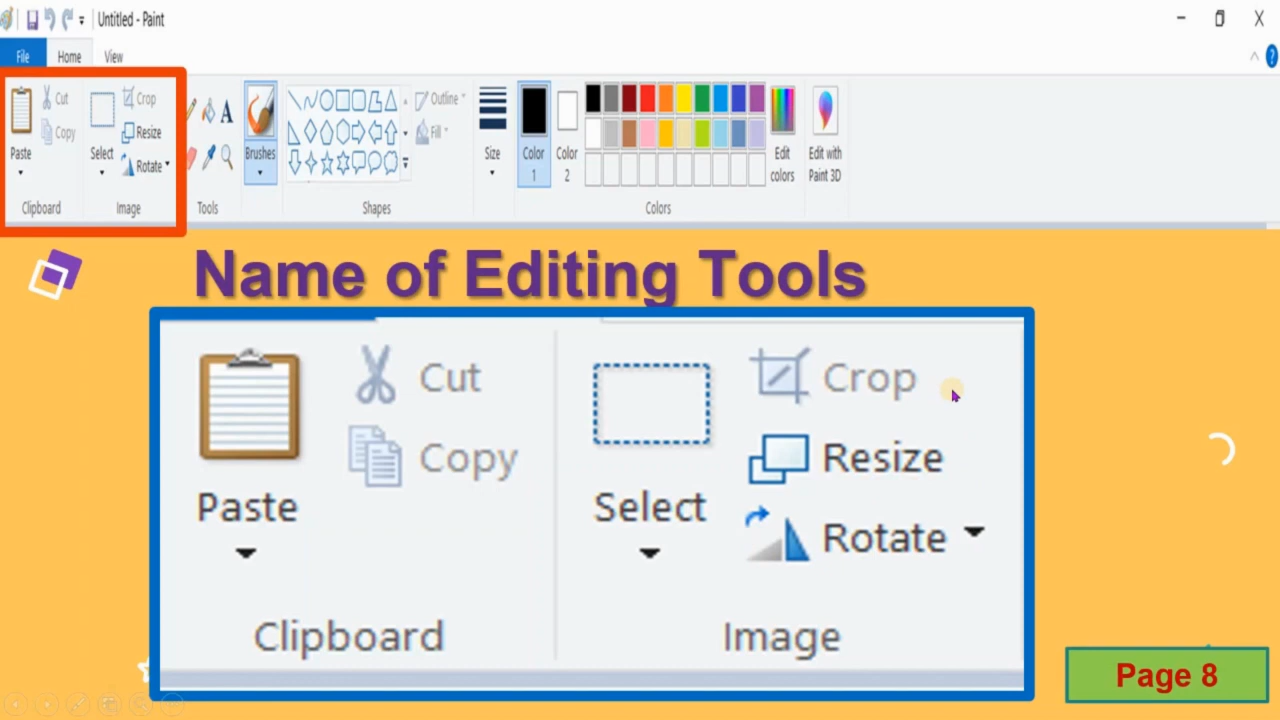 Untitled - Paint
File Home View
Paste
Cut
Copy
Clipboard
Select
Crop
Resize
Rotate
Image
Tools
Brushes
Outline
Fill
Shapes
Size
Color 1
Color 2
Edit colors
Colors
Edit with Paint 3D
Name of Editing Tools
Paste
Cut
Copy
Clipboard
Select
Crop
Resize
Rotate
Image
Page 8